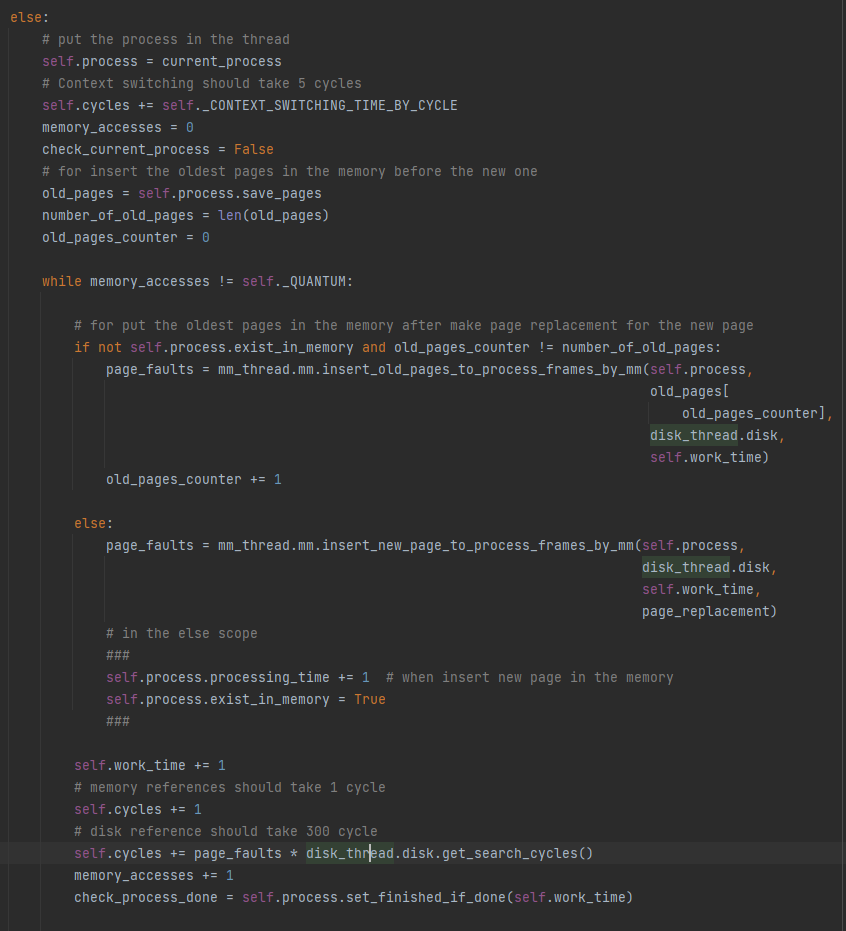 else:
    # put the process in the thread
    self.process = current_process
    # Context switching should take 5 cycles
    self.cycles += self._CONTEXT_SWITCHING_TIME_BY_CYCLE
    memory_accesses = 0
    check_current_process = False
    # for insert the oldest pages in the memory before the new one
    old_pages = self.process.save_pages
    number_of_old_pages = len(old_pages)
    old_pages_counter = 0

    while memory_accesses != self._QUANTUM:

        # for put the oldest pages in the memory after make page replacement for the new page
        if not self.process.exist_in_memory and old_pages_counter != number_of_old_pages:
            page_faults = mm_thread.mm.insert_old_pages_to_process_frames_by_mm(self.process,
                                                                                old_pages[
                                                                                    old_pages_counter],
                                                                                disk_thread.disk,
                                                                                self.work_time)
            old_pages_counter += 1

        else:
            page_faults = mm_thread.mm.insert_new_page_to_process_frames_by_mm(self.process,
                                                                               disk_thread.disk,
                                                                               self.work_time,
                                                                               page_replacement)
            # in the else scope
            ###
            self.process.processing_time += 1  # when insert new page in the memory
            self.process.exist_in_memory = True
            ###

        self.work_time += 1
        # memory references should take 1 cycle
        self.cycles += 1
        # disk reference should take 300 cycle
        self.cycles += page_faults * disk_thread.disk.get_search_cycles()
        memory_accesses += 1
        check_process_done = self.process.set_finished_if_done(self.work_time)